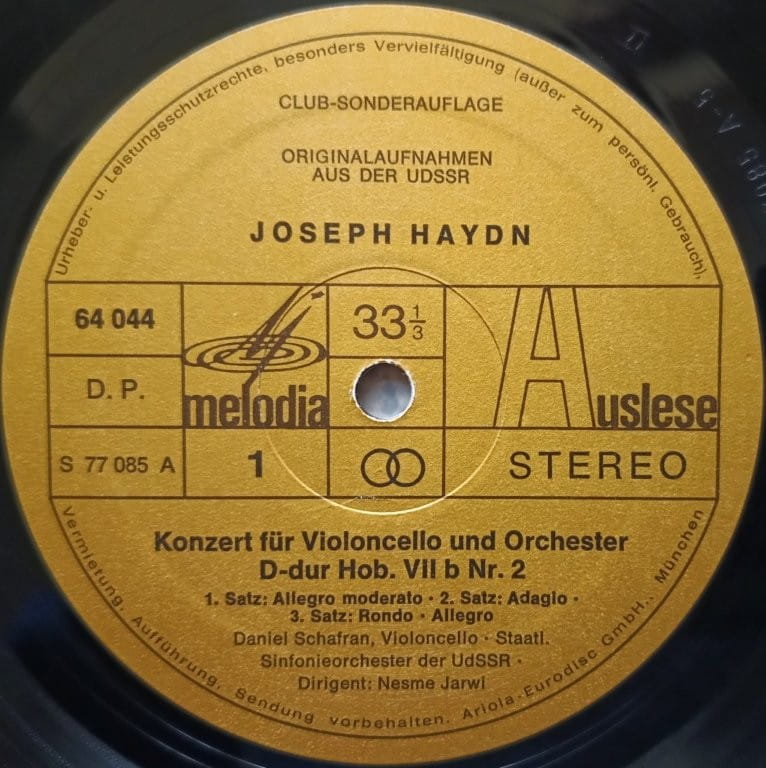 Urheber- u. Leistungsschutzrechte, besonders Vervielfältigung (außer zum persönl. Gebrauch),
CLUB-SONDERAUFLAGE
ORIGINALAUFNAHMEN
AUS DER UDSSR
JOSEPH HAYDN
64 044
D. P.
S 77 085 A
melodia
1
33 1/3
STEREO
Auslese
Konzert für Violoncello und Orchester
D-dur Hob. VII b Nr. 2
1. Satz: Allegro moderato · 2. Satz: Adagio ·
3. Satz: Rondo · Allegro
Daniel Schafran, Violoncello · Staatl.
Sinfonieorchester der UdSSR ·
Dirigent: Nesme Jarwi
Vermietung, Aufführung, Sendung vorbehalten. Ariola-Eurodisc GmbH., München